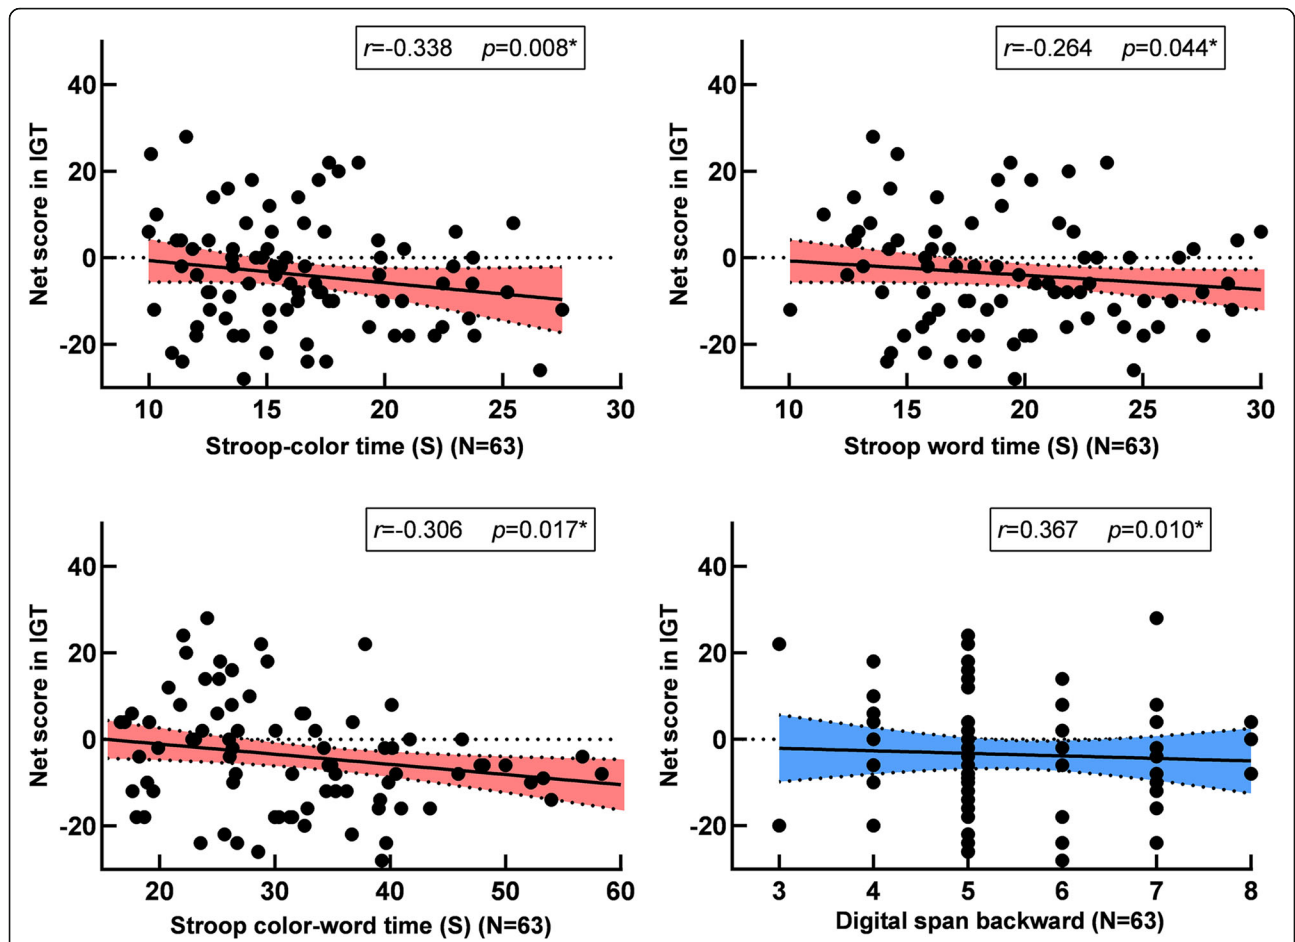 r=-0.338 p=0.008*
40
20
0
-20
Net score in IGT
10 15 20 25 30
Stroop-color time (S) (N=63)
r=-0.264 p=0.044*
40
20
0
-20
Net score in IGT
10 15 20 25 30
Stroop word time (S) (N=63)
r=-0.306 p=0.017*
40
20
0
-20
Net score in IGT
20 30 40 50 60
Stroop color-word time (S) (N=63)
r=0.367 p=0.010*
40
20
0
-20
Net score in IGT
3 4 5 6 7 8
Digital span backward (N=63)